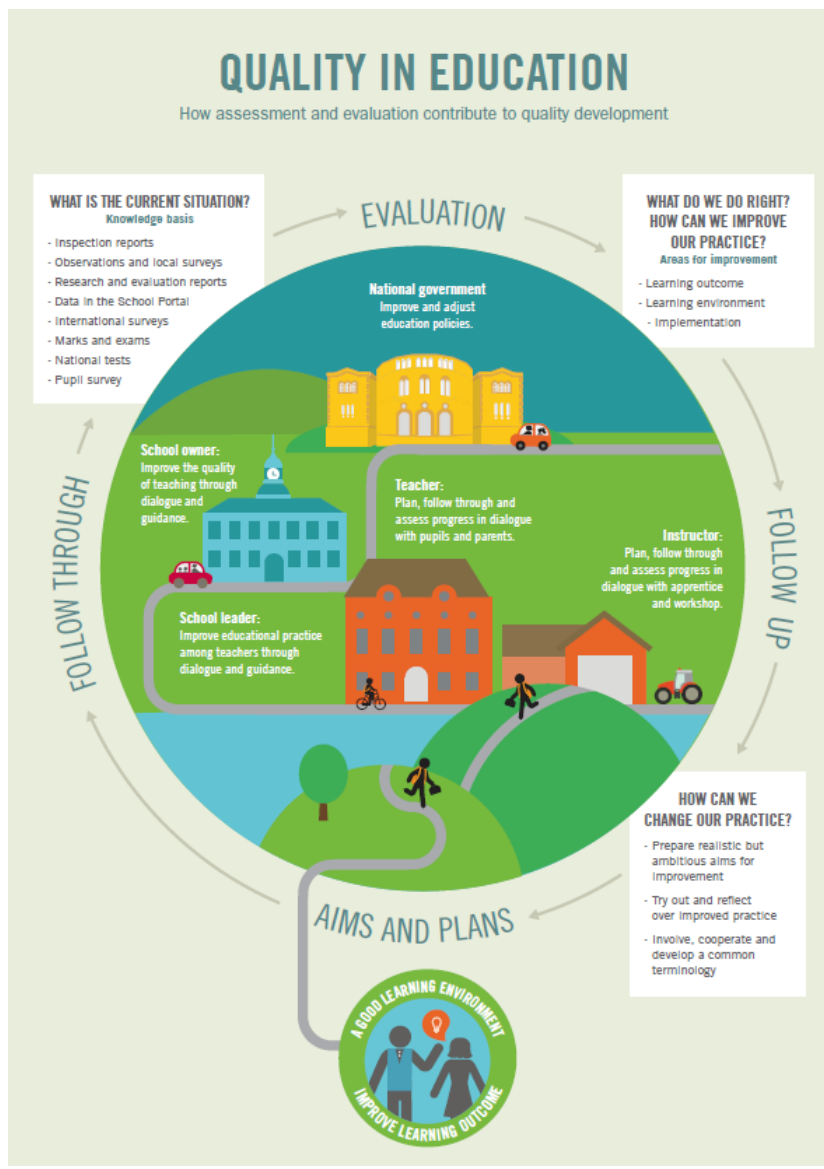 QUALITY IN EDUCATION
How assessment and evaluation contribute to quality development
WHAT IS THE CURRENT SITUATION?
Knowledge basis
- Inspection reports
- Observations and local surveys
- Research and evaluation reports
- Data in the School Portal
- International surveys
- Marks and exams
- National tests
- Pupil survey
EVALUATION
WHAT DO WE DO RIGHT?
HOW CAN WE IMPROVE
OUR PRACTICE?
Areas for improvement
- Learning outcome
- Learning environment
- Implementation
National government
Improve and adjust
education policies.
School owner:
Improve the quality
of teaching through
dialogue and
guidance.
Teacher:
Plan, follow through and
assess progress in dialogue
with pupils and parents.
Instructor:
Plan, follow through
and assess progress in
dialogue with apprentice
and workshop.
School leader:
Improve educational practice
among teachers through
dialogue and guidance.
FOLLOW THROUGH
FOLLOW UP
HOW CAN WE
CHANGE OUR PRACTICE?
- Prepare realistic but
ambitious aims for
improvement
- Try out and reflect
over improved practice
- Involve, cooperate and
develop a common
terminology
AIMS AND PLANS
A GOOD LEARNING ENVIRONMENT
IMPROVE LEARNING OUTCOME